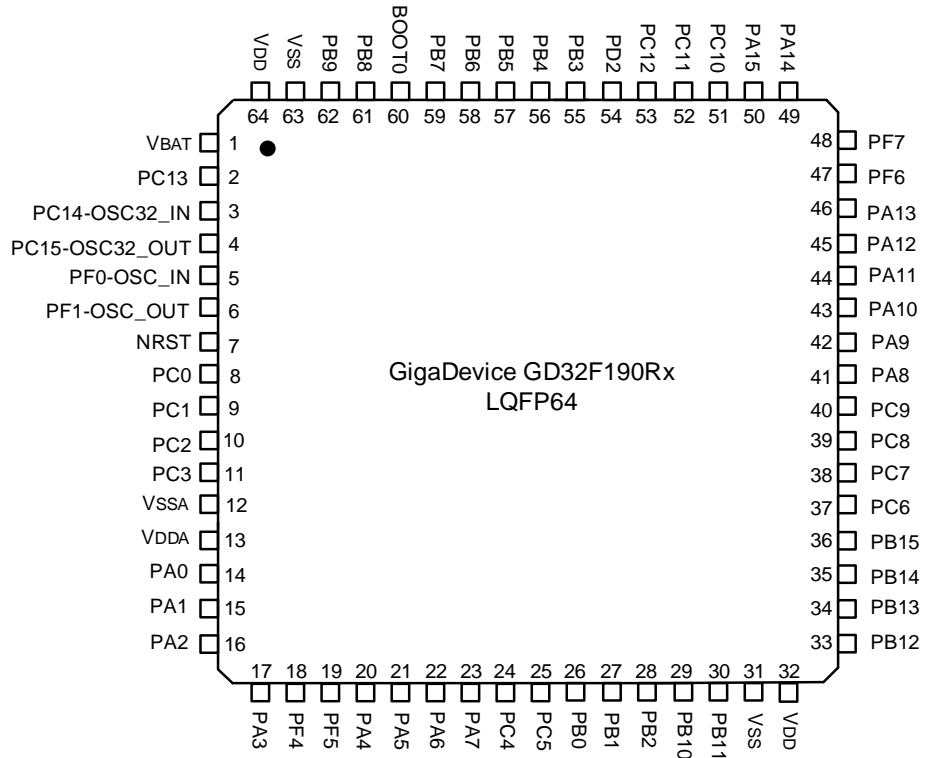 VDD VSS PB9 PB8 BOOT0 PB7 PB6 PB5 PB4 PB3 PD2 PC12 PC11 PC10 PA15 PA14
64 63 62 61 60 59 58 57 56 55 54 53 52 51 50 49
VBAT 1
PC13 2
PC14-OSC32_IN 3
PC15-OSC32_OUT 4
PF0-OSC_IN 5
PF1-OSC_OUT 6
NRST 7
PC0 8
PC1 9
PC2 10
PC3 11
VSSA 12
VDDA 13
PA0 14
PA1 15
PA2 16
GigaDevice GD32F190Rx
LQFP64
48 PF7
47 PF6
46 PA13
45 PA12
44 PA11
43 PA10
42 PA9
41 PA8
40 PC9
39 PC8
38 PC7
37 PC6
36 PB15
35 PB14
34 PB13
33 PB12
17 18 19 20 21 22 23 24 25 26 27 28 29 30 31 32
PA3 PF4 PF5 PA4 PA5 PA6 PA7 PC4 PC5 PB0 PB1 PB2 PB10 PB11 VSS VDD